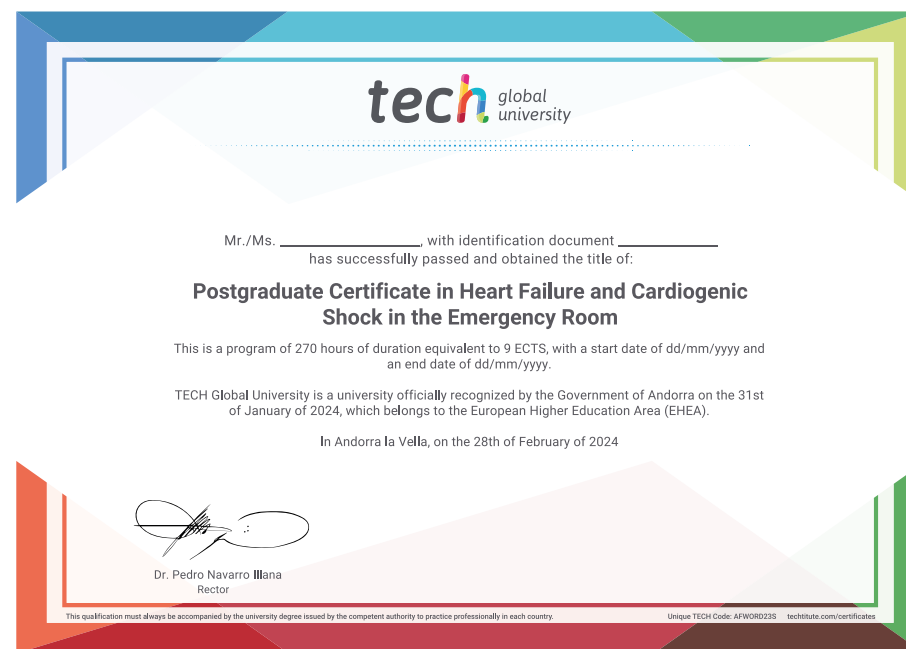 tech global
university
Mr./Ms. ____________________, with identification document ______________
has successfully passed and obtained the title of:
Postgraduate Certificate in Heart Failure and Cardiogenic
Shock in the Emergency Room
This is a program of 270 hours of duration equivalent to 9 ECTS, with a start date of dd/mm/yyyy and
an end date of dd/mm/yyyy.
TECH Global University is a university officially recognized by the Government of Andorra on the 31st
of January of 2024, which belongs to the European Higher Education Area (EHEA).
In Andorra la Vella, on the 28th of February of 2024
Dr. Pedro Navarro Illana
Rector
This qualification must always be accompanied by the university degree issued by the competent authority to practice professionally in each country.
Unique TECH Code: AFWORD23S techtitute.com/certificates